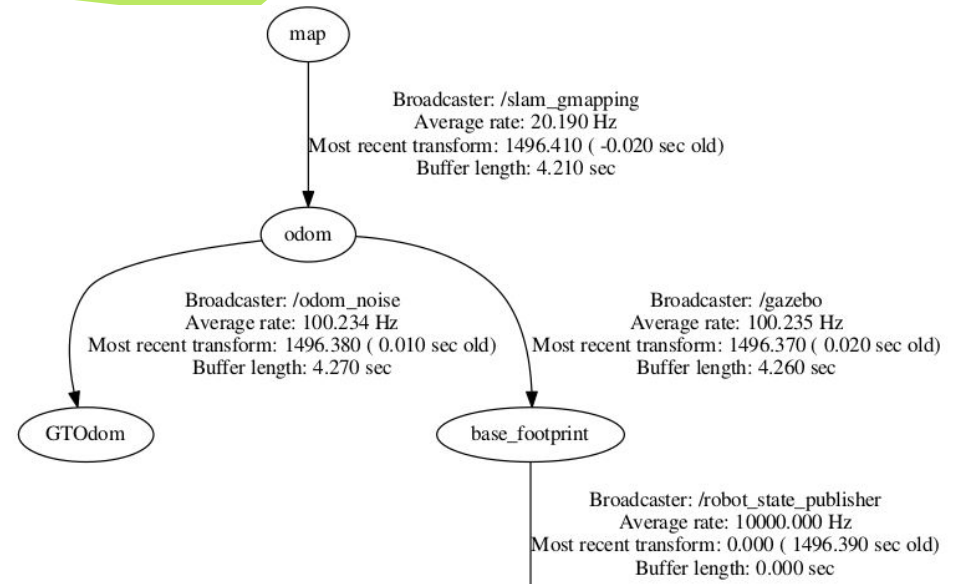 map
Broadcaster: /slam_gmapping
Average rate: 20.190 Hz
Most recent transform: 1496.410 ( -0.020 sec old)
Buffer length: 4.210 sec
odom
Broadcaster: /odom_noise
Average rate: 100.234 Hz
Most recent transform: 1496.380 ( 0.010 sec old)
Buffer length: 4.270 sec
Broadcaster: /gazebo
Average rate: 100.235 Hz
Most recent transform: 1496.370 ( 0.020 sec old)
Buffer length: 4.260 sec
GTOdom
base_footprint
Broadcaster: /robot_state_publisher
Average rate: 10000.000 Hz
Most recent transform: 0.000 ( 1496.390 sec old)
Buffer length: 0.000 sec